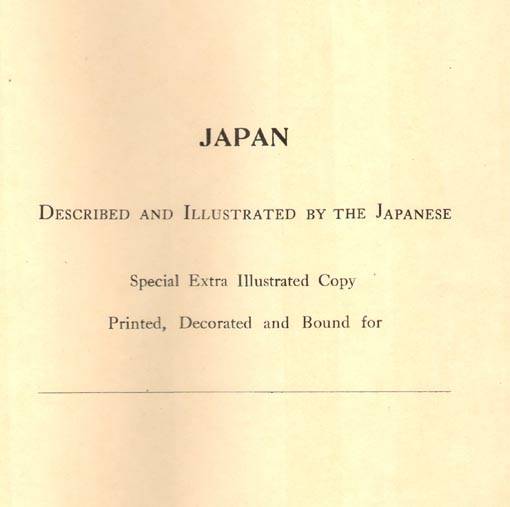 JAPAN
Described and Illustrated by the Japanese
Special Extra Illustrated Copy
Printed, Decorated and Bound for